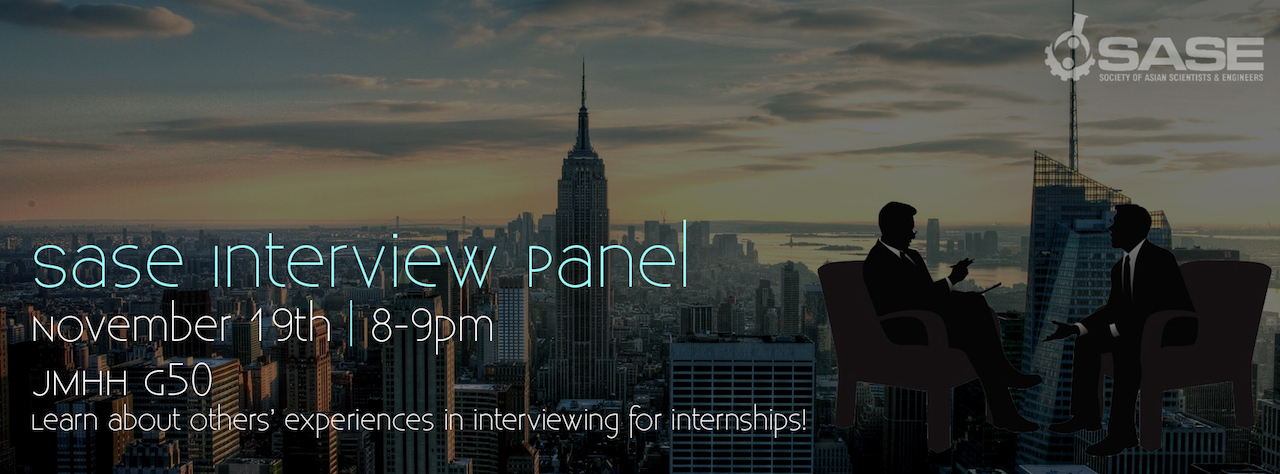 SASE
SOCIETY OF ASIAN SCIENTISTS & ENGINEERS
sase interview panel
November 19th | 8-9pm
JMHH G50
Learn about others' experiences in interviewing for internships!